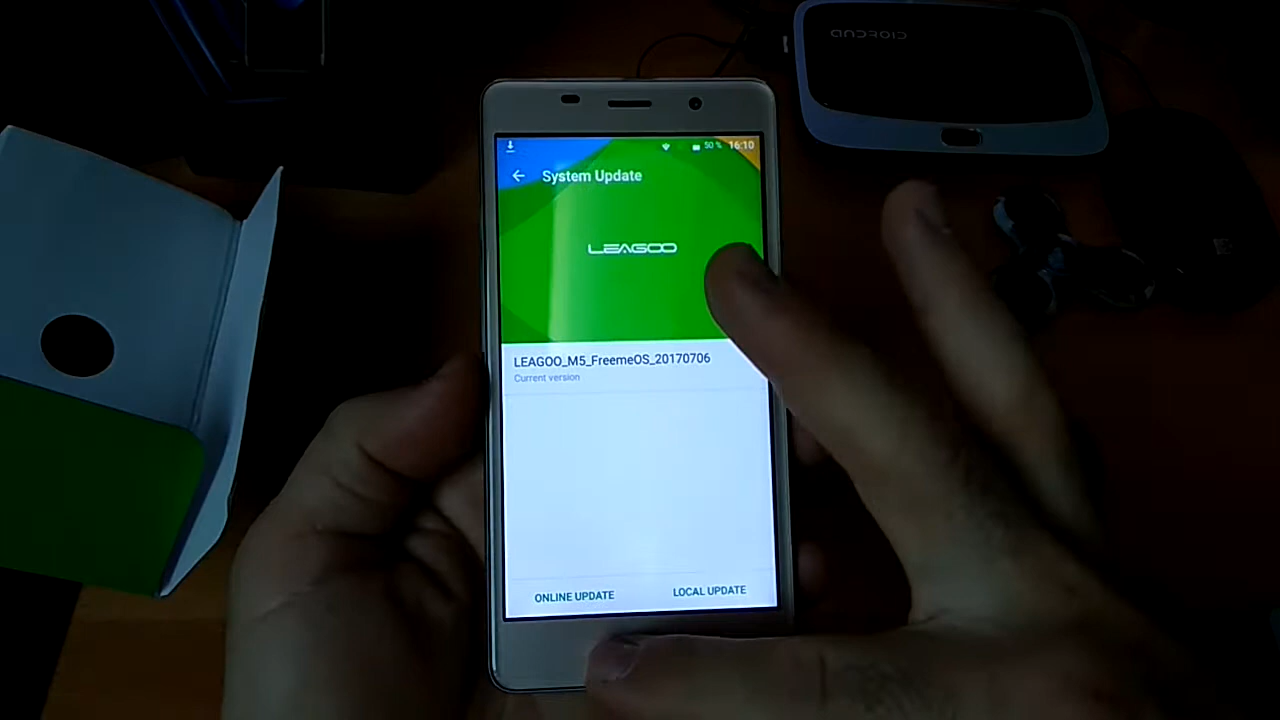 ANDROID
50 % 16:10
System Update
LEAGOO
LEAGOO_M5_FreemeOS_20170706
Current version
ONLINE UPDATE
LOCAL UPDATE